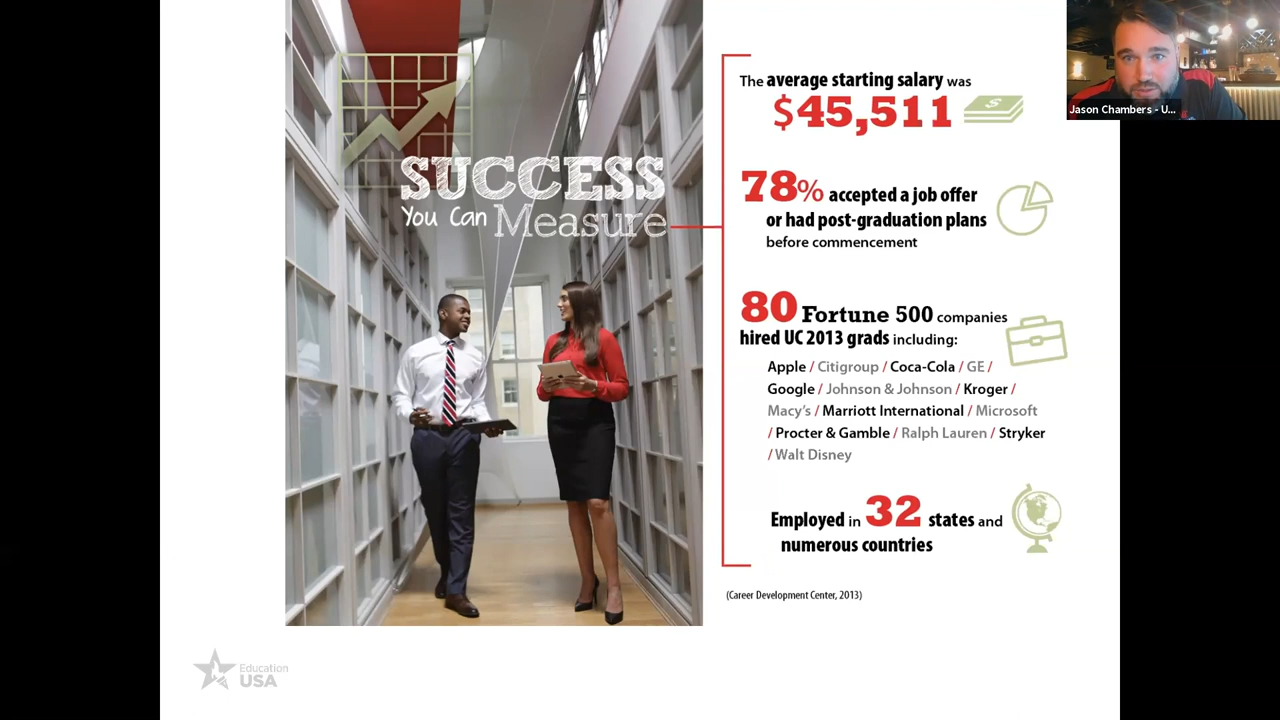 SUCCESS
You Can Measure
The average starting salary was
$45,511
78% accepted a job offer
or had post-graduation plans
before commencement
80 Fortune 500 companies
hired UC 2013 grads including:
Apple / Citigroup / Coca-Cola / GE /
Google / Johnson & Johnson / Kroger /
Macy's / Marriott International / Microsoft
/ Procter & Gamble / Ralph Lauren / Stryker
/ Walt Disney
Employed in 32 states and
numerous countries
(Career Development Center, 2013)
Education
USA
Jason Chambers - U...